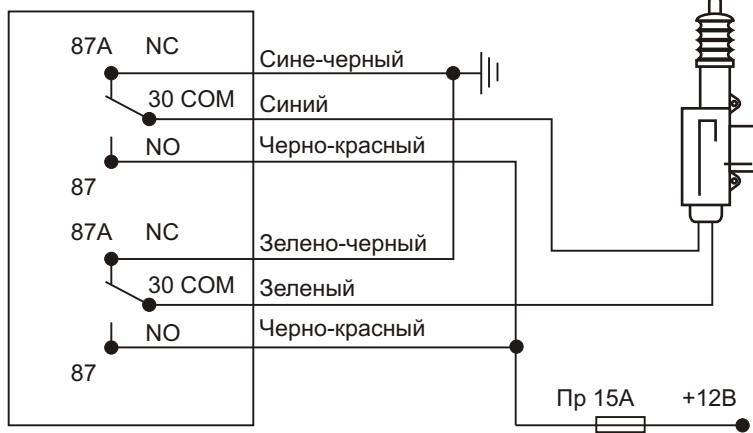 87A NC
Сине-черный
30 COM
Синий
NO
Черно-красный
87
87A NC
Зелено-черный
30 COM
Зеленый
NO
Черно-красный
87
Пр 15А +12В